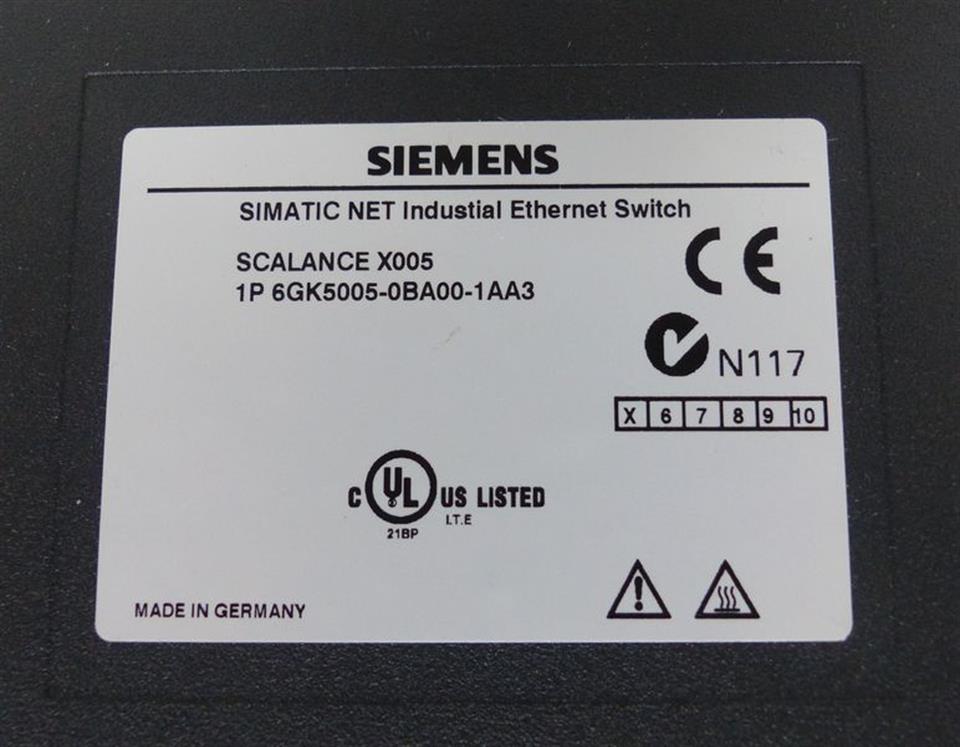 SIEMENS
SIMATIC NET Industial Ethernet Switch
SCALANCE X005
1P 6GK5005-0BA00-1AA3
CE
N117
X 6 7 8 9 10
C UL US LISTED
I.T.E
21BP
MADE IN GERMANY